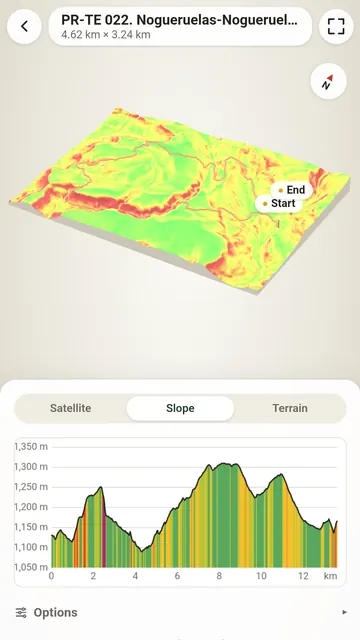 PR-TE 022. Nogueruelas-Nogueruel...
4.62 km × 3.24 km
N
End
Start
Satellite
Slope
Terrain
1,350 m
1,300 m
1,250 m
1,200 m
1,150 m
1,100 m
1,050 m
0 2 4 6 8 10 12 km
Options